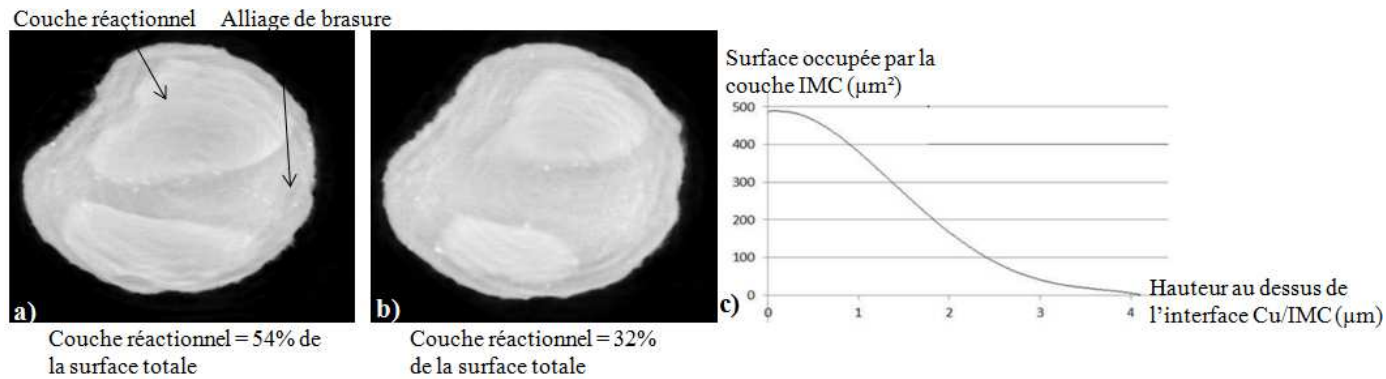 Couche réactionnel Alliage de brasure
a)
Couche réactionnel = 54% de
la surface totale
b)
Couche réactionnel = 32%
de la surface totale
c)
Surface occupée par la
couche IMC (µm²)
500
400
300
200
100
0
0 1 2 3 4
Hauteur au dessus de
l'interface Cu/IMC (µm)